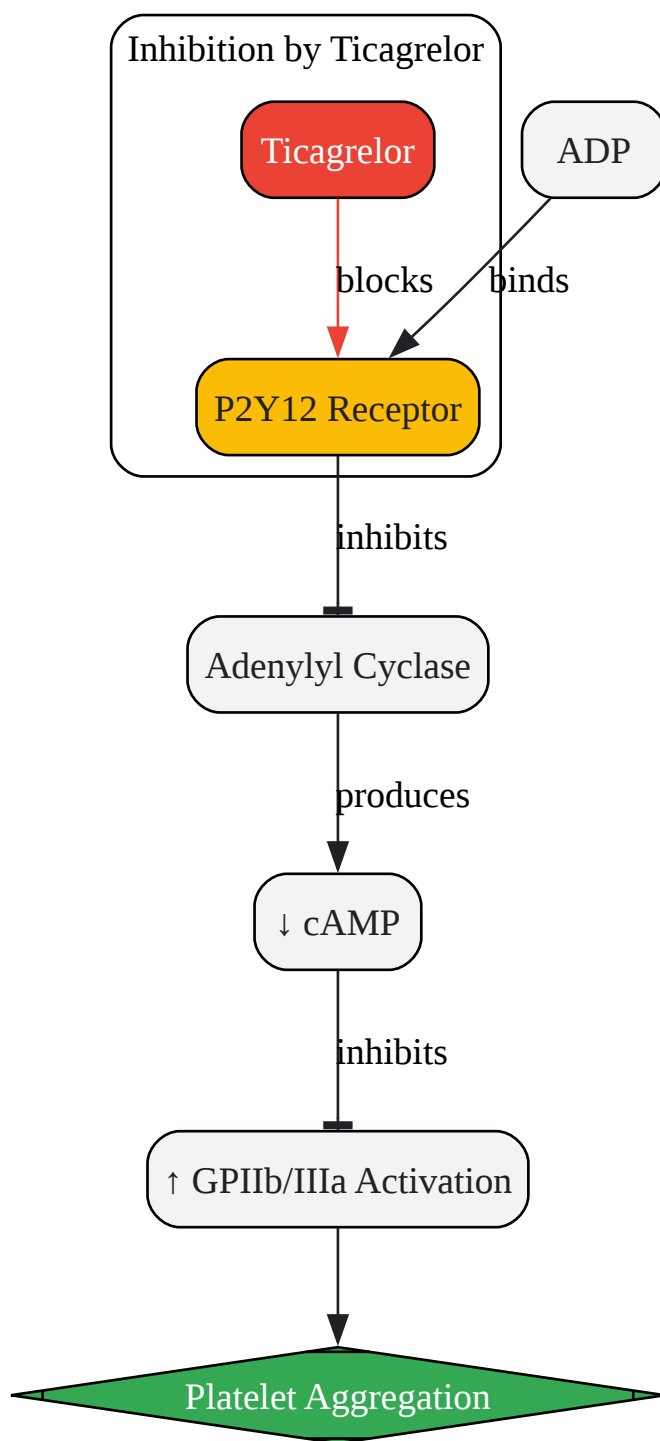 Inhibition by Ticagrelor
Ticagrelor
ADP
blocks
binds
P2Y12 Receptor
inhibits
Adenylyl Cyclase
produces
↓ cAMP
inhibits
↑ GPIIb/IIIa Activation
Platelet Aggregation